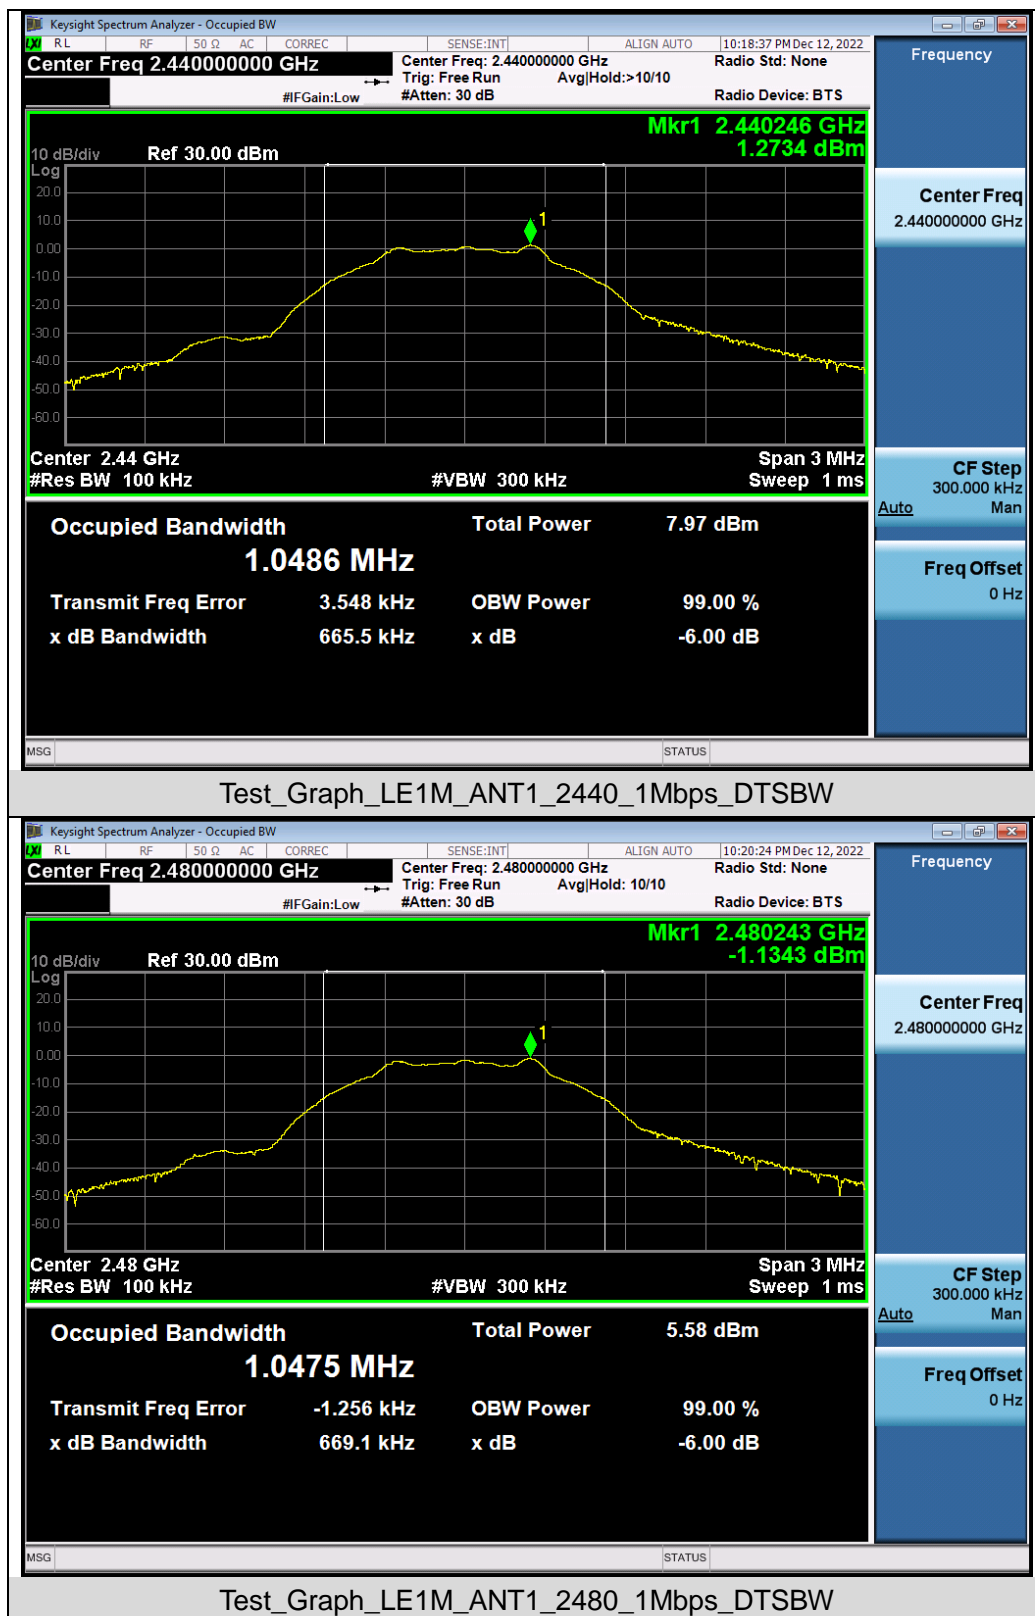 Keysight Spectrum Analyzer - Occupied BW
LXI RL RF 50 Ω AC CORREC SENSE:INT ALIGN AUTO 10:18:37 PM Dec 12, 2022
Center Freq 2.440000000 GHz
Center Freq: 2.440000000 GHz
Radio Std: None
Trig: Free Run Avg|Hold:>10/10
#IFGain:Low #Atten: 30 dB
Radio Device: BTS
Frequency
Mkr1 2.440246 GHz
1.2734 dBm
10 dB/div Ref 30.00 dBm
Log
20.0
10.0
0.00
-10.0
-20.0
-30.0
-40.0
-50.0
-60.0
1
Center 2.44 GHz Span 3 MHz
#Res BW 100 kHz #VBW 300 kHz Sweep 1 ms
Center Freq
2.440000000 GHz
CF Step
300.000 kHz
Auto Man
Freq Offset
0 Hz
Occupied Bandwidth Total Power 7.97 dBm
1.0486 MHz
Transmit Freq Error 3.548 kHz OBW Power 99.00 %
x dB Bandwidth 665.5 kHz x dB -6.00 dB
MSG STATUS
Test_Graph_LE1M_ANT1_2440_1Mbps_DTSBW
Keysight Spectrum Analyzer - Occupied BW
LXI RL RF 50 Ω AC CORREC SENSE:INT ALIGN AUTO 10:20:24 PM Dec 12, 2022
Center Freq 2.480000000 GHz
Center Freq: 2.480000000 GHz
Radio Std: None
Trig: Free Run Avg|Hold: 10/10
#IFGain:Low #Atten: 30 dB
Radio Device: BTS
Frequency
Mkr1 2.480243 GHz
-1.1343 dBm
10 dB/div Ref 30.00 dBm
Log
20.0
10.0
0.00
-10.0
-20.0
-30.0
-40.0
-50.0
-60.0
1
Center 2.48 GHz Span 3 MHz
#Res BW 100 kHz #VBW 300 kHz Sweep 1 ms
Center Freq
2.480000000 GHz
CF Step
300.000 kHz
Auto Man
Freq Offset
0 Hz
Occupied Bandwidth Total Power 5.58 dBm
1.0475 MHz
Transmit Freq Error -1.256 kHz OBW Power 99.00 %
x dB Bandwidth 669.1 kHz x dB -6.00 dB
MSG STATUS
Test_Graph_LE1M_ANT1_2480_1Mbps_DTSBW